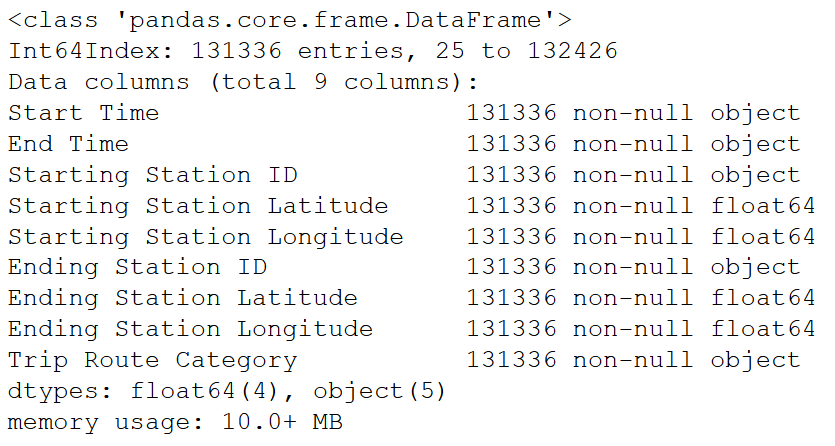 <class 'pandas.core.frame.DataFrame'>
Int64Index: 131336 entries, 25 to 132426
Data columns (total 9 columns):
Start Time                    131336 non-null object
End Time                      131336 non-null object
Starting Station ID           131336 non-null object
Starting Station Latitude     131336 non-null float64
Starting Station Longitude    131336 non-null float64
Ending Station ID             131336 non-null object
Ending Station Latitude       131336 non-null float64
Ending Station Longitude      131336 non-null float64
Trip Route Category           131336 non-null object
dtypes: float64(4), object(5)
memory usage: 10.0+ MB